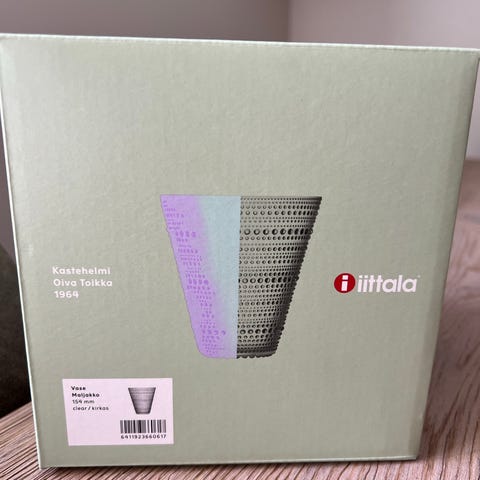 Kastehelmi
Oiva Toikka
1964
i iittala
Vase
Maljakko
154 mm
clear / kirkas
6411923660617